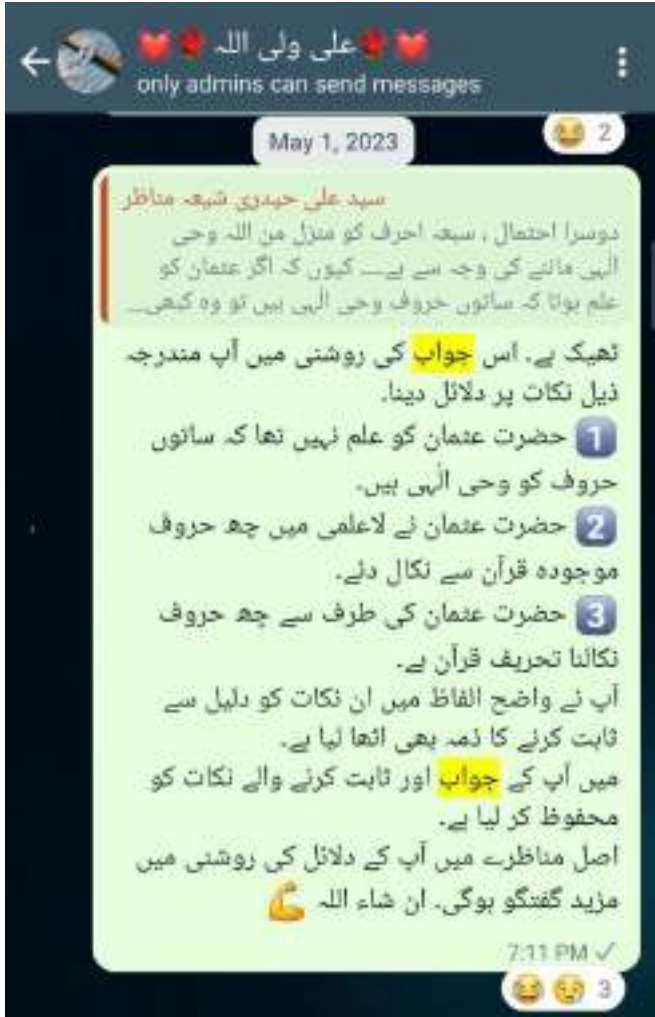 ❤️🌹علی ولی اللہ 🌹❤️
only admins can send messages
😂 2
May 1, 2023
سید علی حیدری شیعہ مناظر
دوسرا احتمال ، سبعہ احرف کو منزل من اللہ وحی
الٰہی ماننے کی وجہ سے ہے۔۔۔ کیوں کہ اگر عثمان کو
علم ہوتا کہ ساتوں حروف وحی الٰہی ہیں تو وہ کبھی...
ٹھیک ہے۔ اس جواب کی روشنی میں آپ مندرجہ
ذیل نکات پر دلائل دینا۔
1️⃣ حضرت عثمان کو علم نہیں تھا کہ ساتوں
حروف کو وحی الٰہی ہیں۔
2️⃣ حضرت عثمان نے لاعلمی میں چھ حروف
موجودہ قرآن سے نکال دئے۔
3️⃣ حضرت عثمان کی طرف سے چھ حروف
نکالنا تحریف قرآن ہے۔
آپ نے واضح الفاظ میں ان نکات کو دلیل سے
ثابت کرنے کا ذمہ بھی اٹھا لیا ہے۔
میں آپ کے جواب اور ثابت کرنے والے نکات کو
محفوظ کر لیا ہے۔
اصل مناظرے میں آپ کے دلائل کی روشنی میں
مزید گفتگو ہوگی۔ ان شاء اللہ 💪
7:11 PM ✓
😂 😢 3